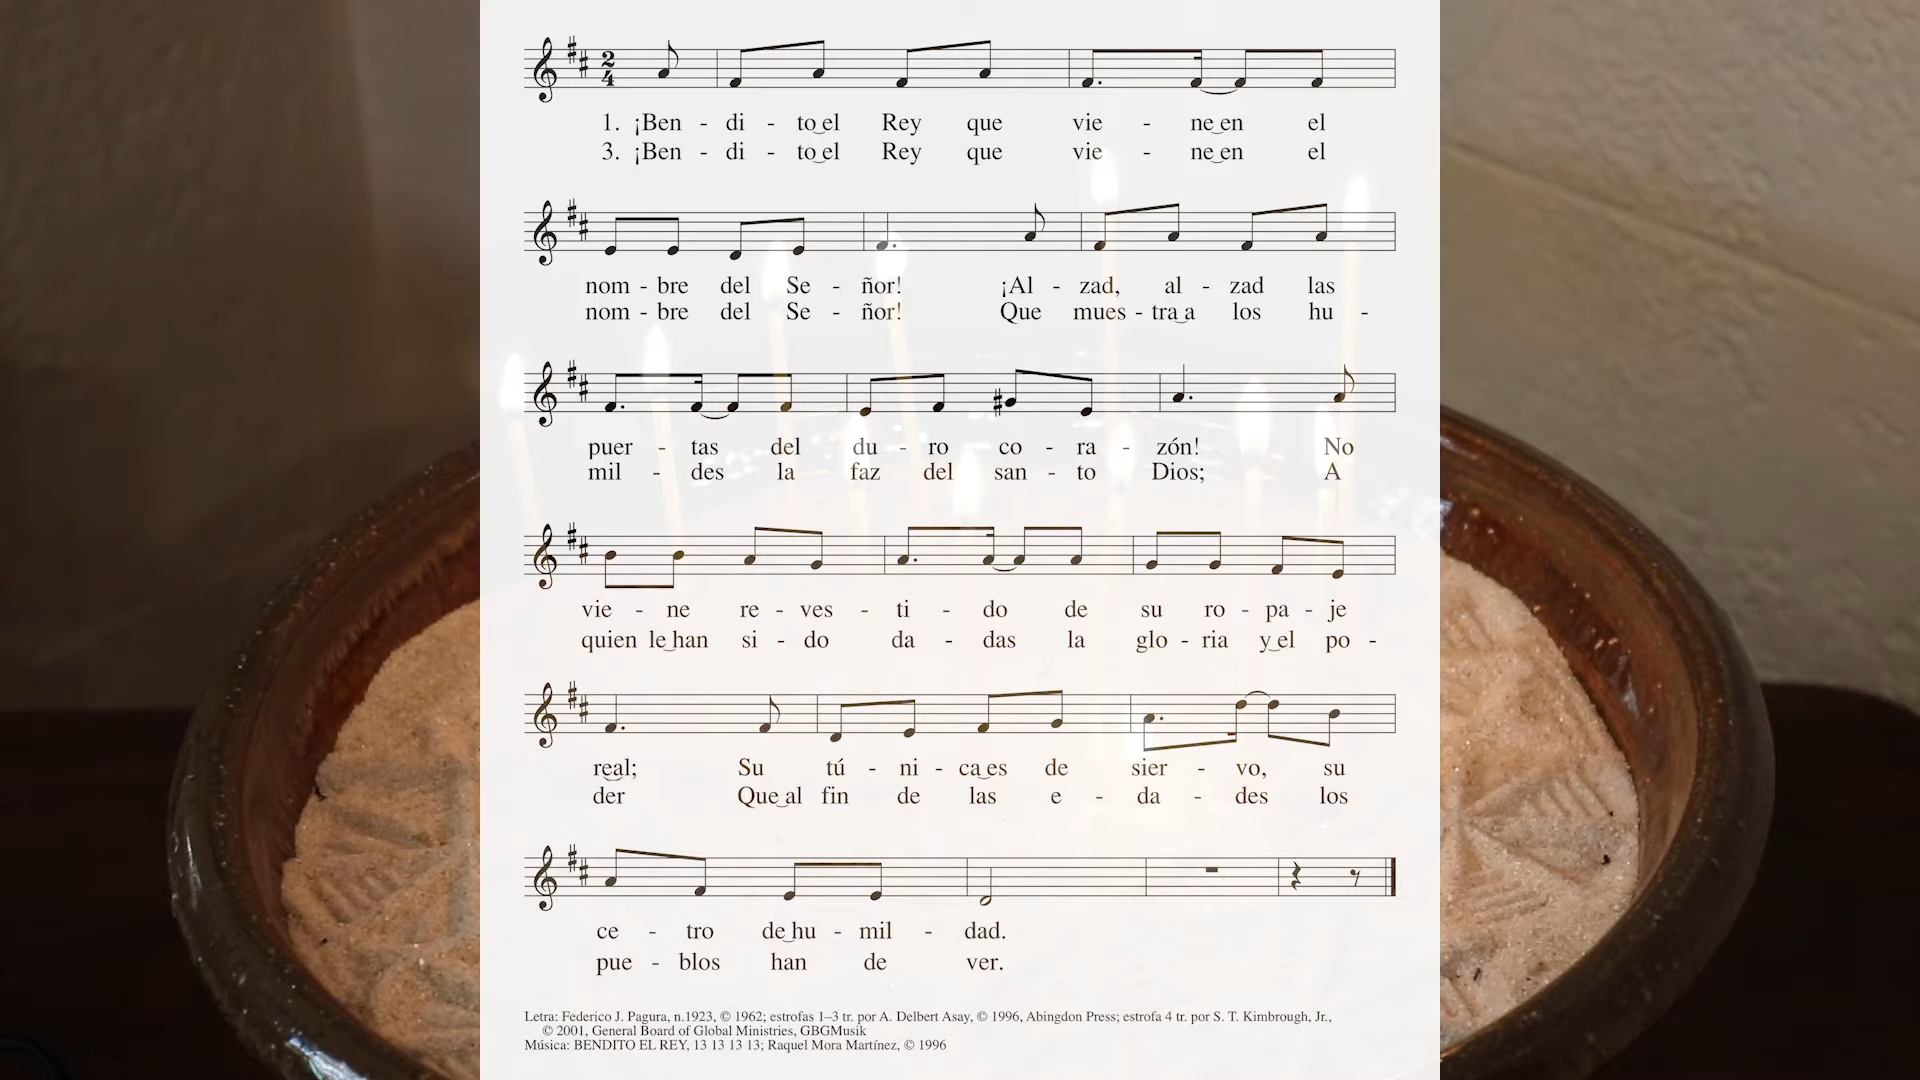 2
4
1. ¡Ben - di - to‿el Rey que vie - ne‿en el
3. ¡Ben - di - to‿el Rey que vie - ne‿en el
nom - bre del Se - ñor! ¡Al - zad, al - zad las
nom - bre del Se - ñor! Que mues - tra‿a los hu -
puer - tas del du - ro co - ra - zón! No
mil - des la faz del san - to Dios; A
vie - ne re - ves - ti - do de su ro - pa - je
quien le‿han si - do da - das la glo - ria y‿el po -
re‿al; Su tú - ni - ca‿es de sier - vo, su
der Que‿al fin de las e - da - des los
ce - tro de‿hu - mil - dad.
pue - blos han de ver.
Letra: Federico J. Pagura, n.1923, © 1962; estrofas 1–3 tr. por A. Delbert Asay, © 1996, Abingdon Press; estrofa 4 tr. por S. T. Kimbrough, Jr.,
© 2001, General Board of Global Ministries, GBGMusik
Música: BENDITO EL REY, 13 13 13 13; Raquel Mora Martínez, © 1996